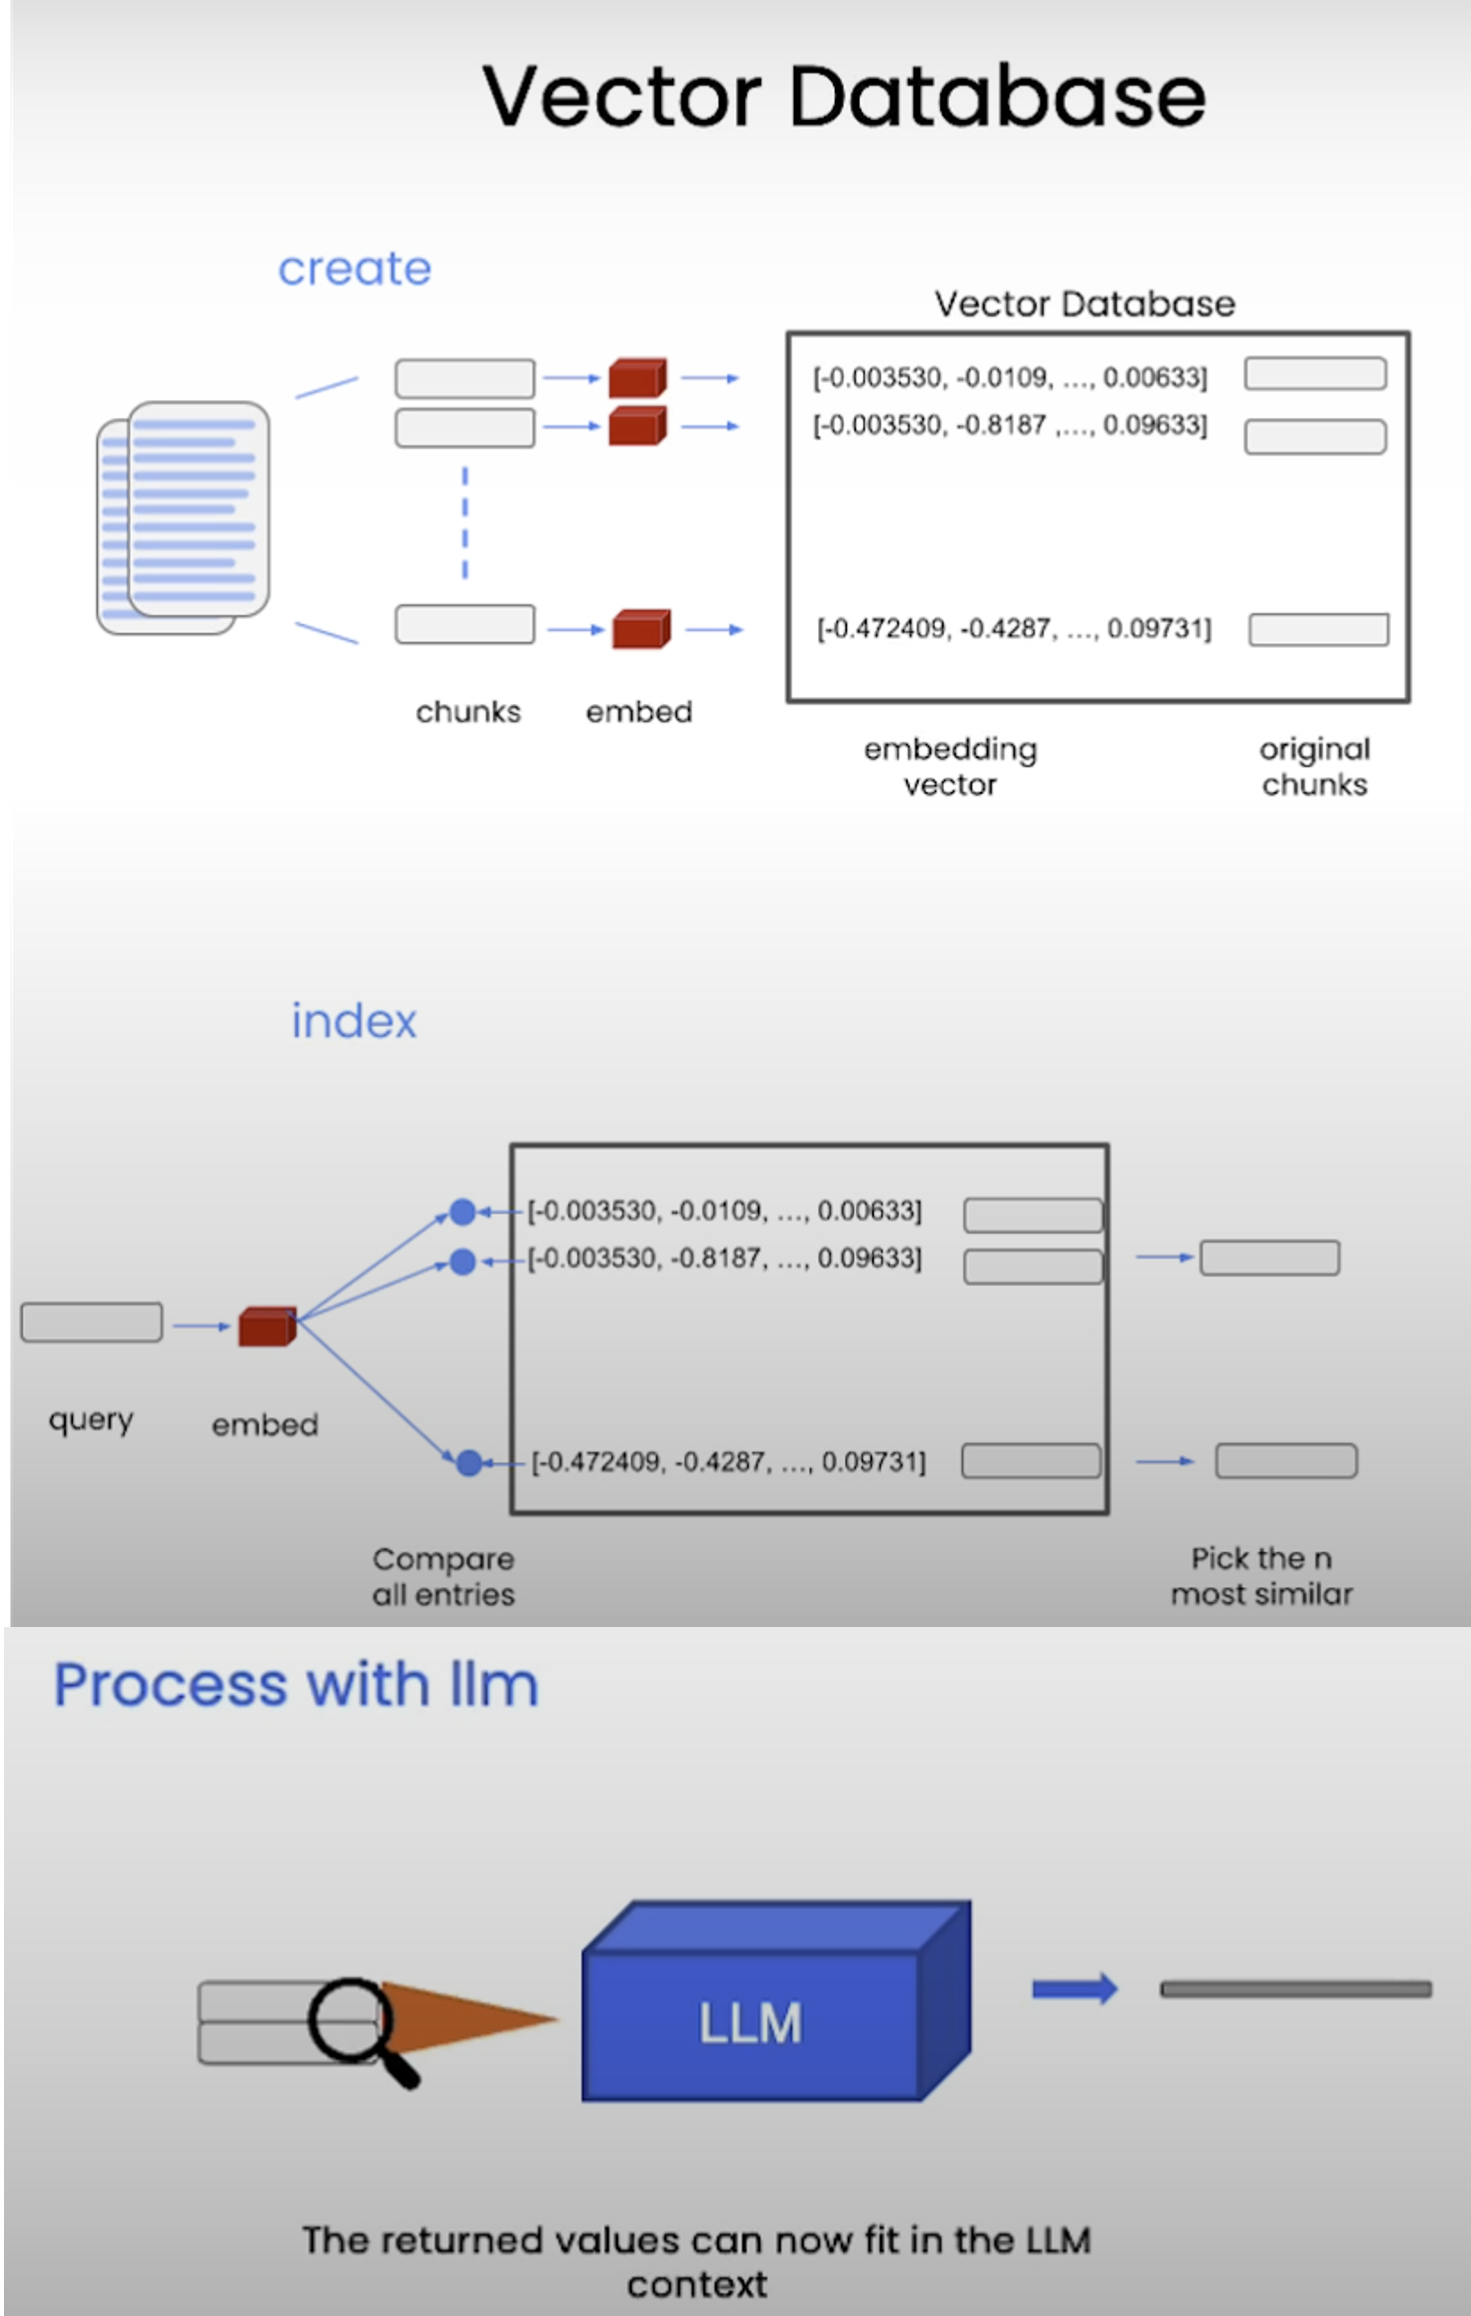 Vector Database
create
Vector Database
[-0.003530, -0.0109, ..., 0.00633]
[-0.003530, -0.8187 ,..., 0.09633]
[-0.472409, -0.4287, ..., 0.09731]
chunks
embed
embedding
vector
original
chunks
index
[-0.003530, -0.0109, ..., 0.00633]
[-0.003530, -0.8187, ..., 0.09633]
[-0.472409, -0.4287, ..., 0.09731]
query
embed
Compare
all entries
Pick the n
most similar
Process with llm
LLM
The returned values can now fit in the LLM
context